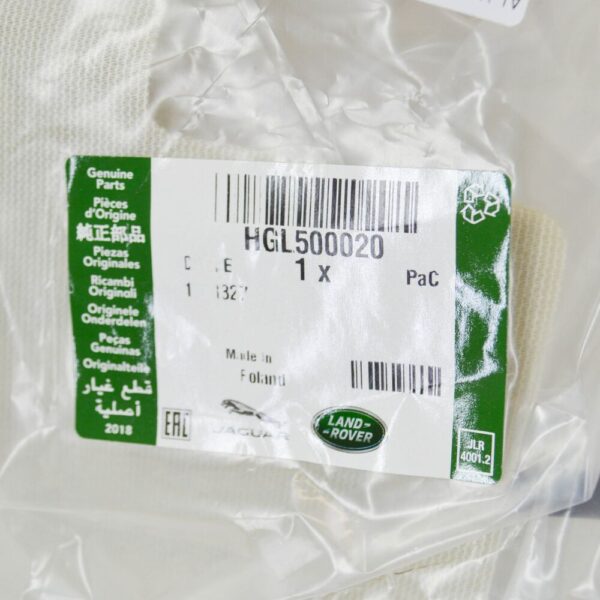 Genuine
Parts
Pièces
d'Origine
純正部品
Piezas
Originales
Ricambi
Originali
Originele
Onderdelen
Peças
Genuinas
Originalteile
قطع غيار
أصلية
2018
HGL500020
1 x
PaC
Made in
Poland
EAC
JAGUAR
LAND-
-ROVER
JLR
4001.2